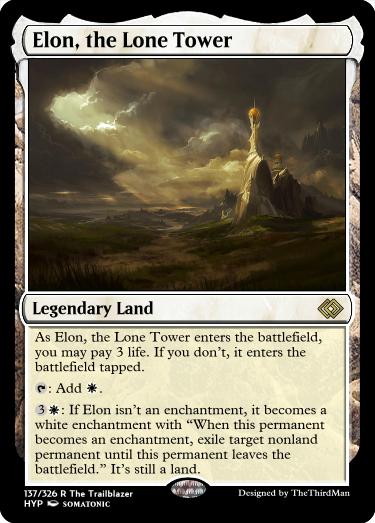 Elon, the Lone Tower
Legendary Land
As Elon, the Lone Tower enters the battlefield,
you may pay 3 life. If you don't, it enters the
battlefield tapped.
: Add .
3 : If Elon isn't an enchantment, it becomes a
white enchantment with “When this permanent
becomes an enchantment, exile target nonland
permanent until this permanent leaves the
battlefield.” It's still a land.
137/326 R The Trailblazer
HYP SOMATONIC
Designed by TheThirdMan